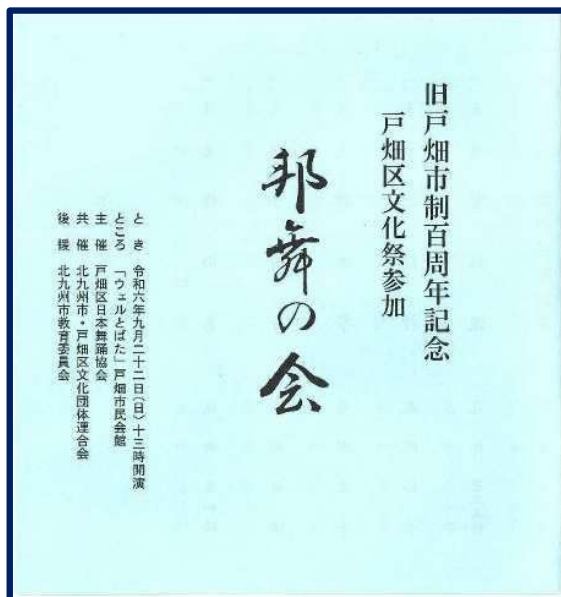 旧戸畑市制百周年記念
戸畑区文化祭参加
邦舞の会
とき 令和六年九月二十二日(日)十三時開演
ところ 「ウェルとばた」戸畑市民会館
主催 戸畑区日本舞踊協会
共催 北九州市・戸畑区文化団体連合会
後援 北九州市教育委員会